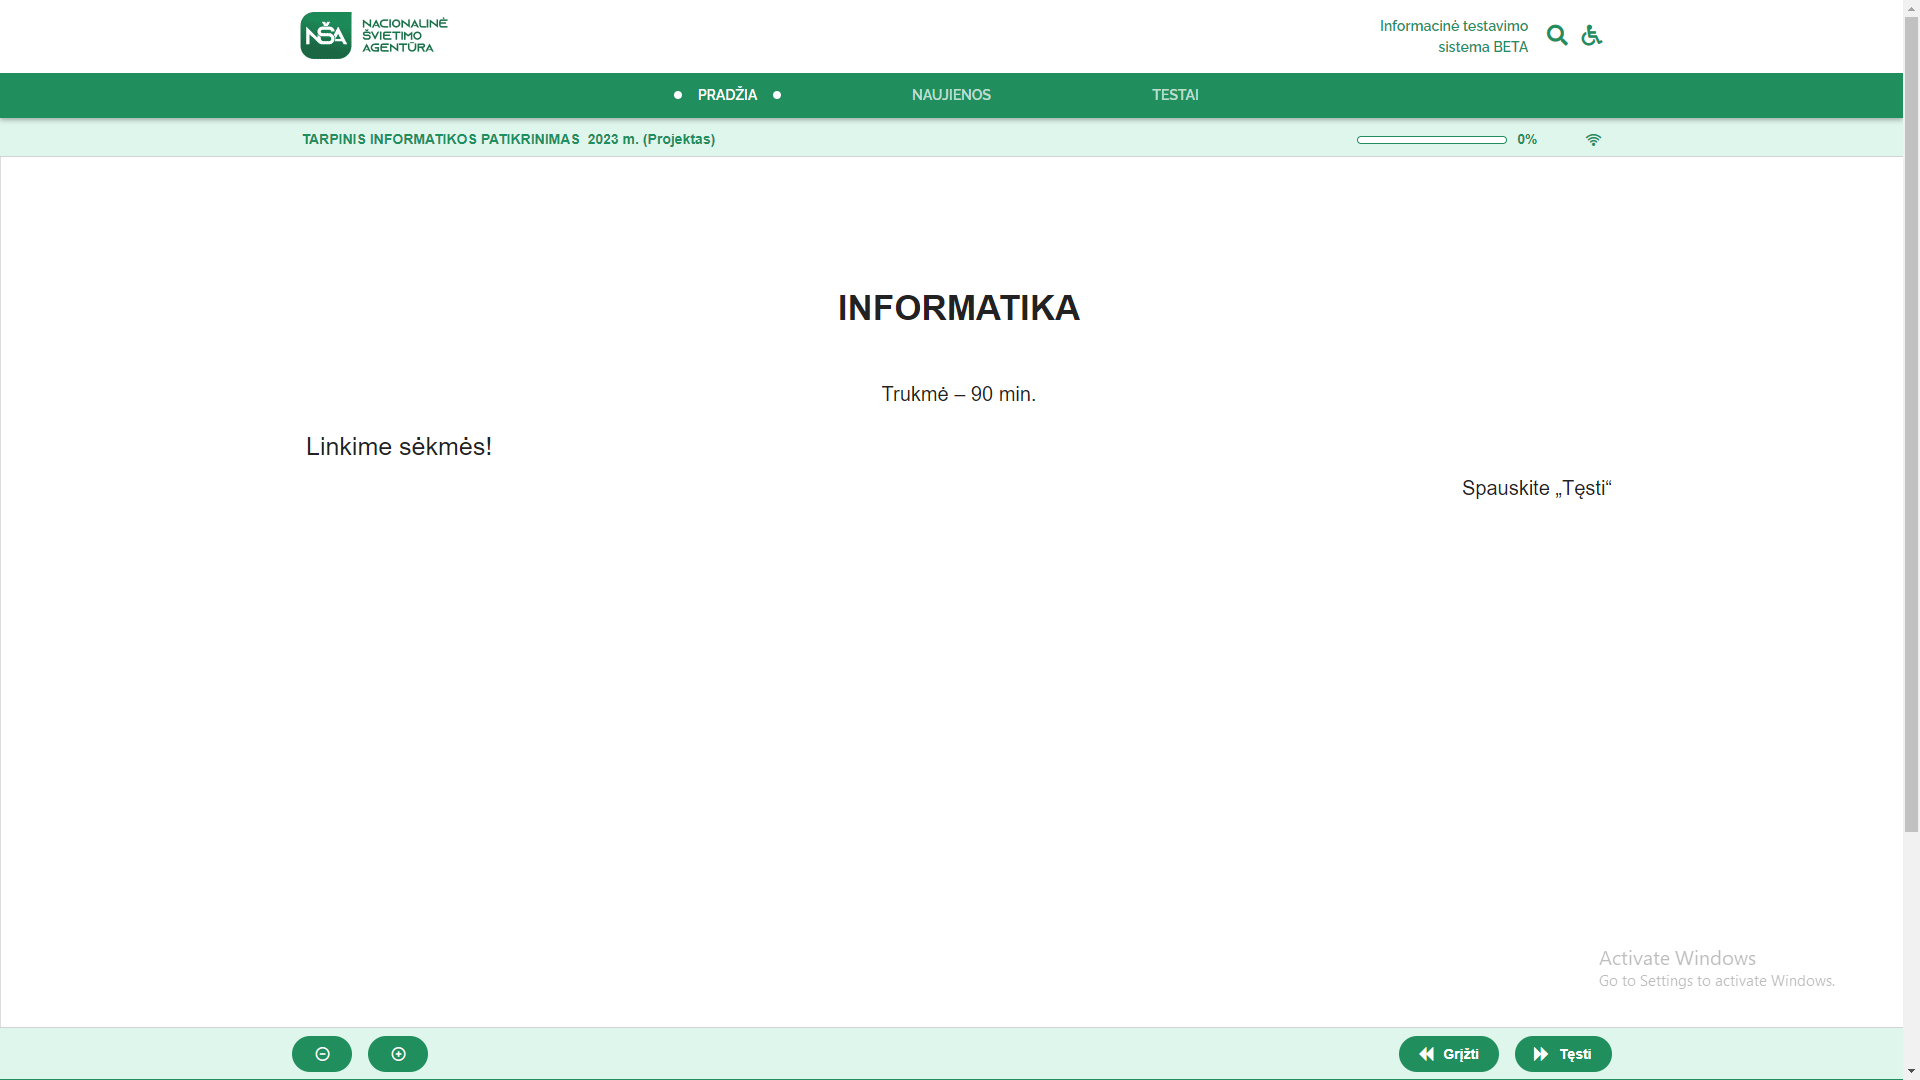 NŠA
NACIONALINĖ
ŠVIETIMO
AGENTŪRA
Informacinė testavimo
sistema BETA
PRADŽIA NAUJIENOS TESTAI
TARPINIS INFORMATIKOS PATIKRINIMAS 2023 m. (Projektas) 0%
INFORMATIKA
Trukmė – 90 min.
Linkime sėkmės!
Spauskite „Tęsti“
Activate Windows
Go to Settings to activate Windows.
Grįžti Tęsti